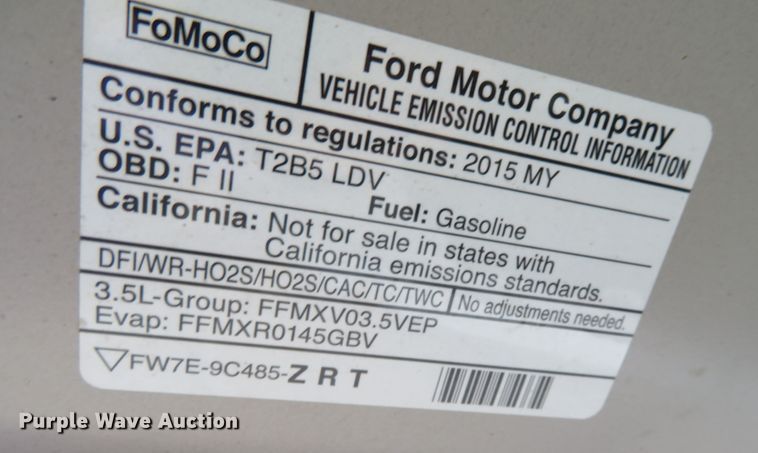 FoMoCo
Ford Motor Company
VEHICLE EMISSION CONTROL INFORMATION
Conforms to regulations: 2015 MY
U.S. EPA: T2B5 LDV
OBD: F II Fuel: Gasoline
California: Not for sale in states with
California emissions standards.
DFI/WR-HO2S/HO2S/CAC/TC/TWC No adjustments needed.
3.5L-Group: FFMXV03.5VEP
Evap: FFMXR0145GBV
FW7E-9C485-Z R T
Purple Wave Auction